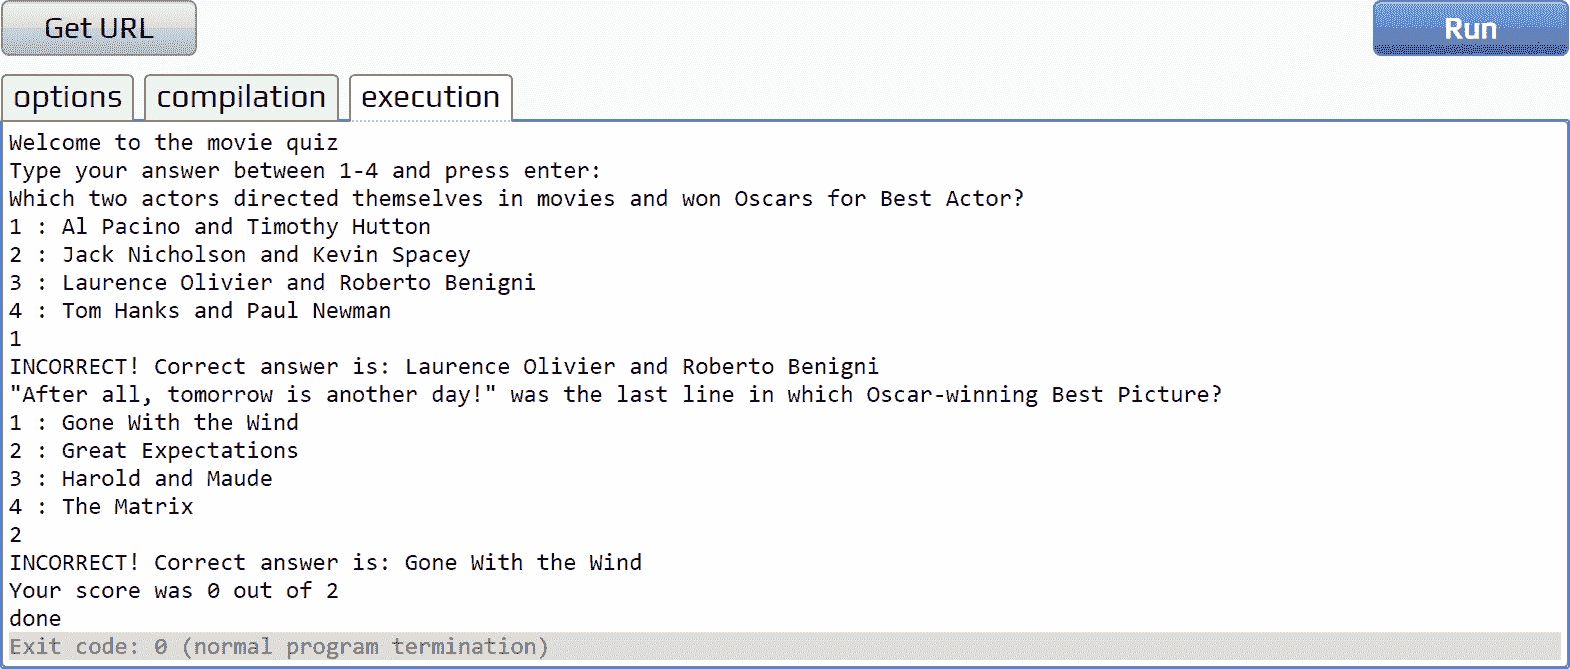 Get URL
Run
options
compilation
execution
Welcome to the movie quiz
Type your answer between 1-4 and press enter:
Which two actors directed themselves in movies and won Oscars for Best Actor?
1 : Al Pacino and Timothy Hutton
2 : Jack Nicholson and Kevin Spacey
3 : Laurence Olivier and Roberto Benigni
4 : Tom Hanks and Paul Newman
1
INCORRECT! Correct answer is: Laurence Olivier and Roberto Benigni
"After all, tomorrow is another day!" was the last line in which Oscar-winning Best Picture?
1 : Gone With the Wind
2 : Great Expectations
3 : Harold and Maude
4 : The Matrix
2
INCORRECT! Correct answer is: Gone With the Wind
Your score was 0 out of 2
done
Exit code: 0 (normal program termination)